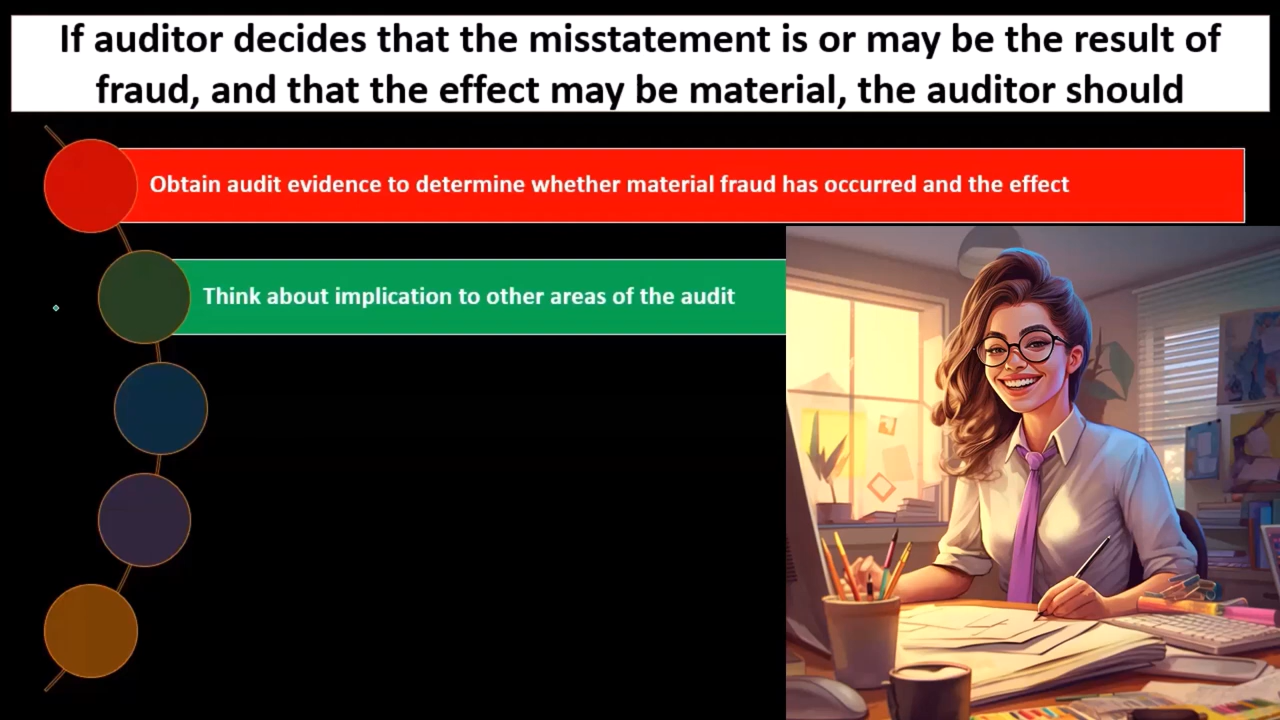 If auditor decides that the misstatement is or may be the result of
fraud, and that the effect may be material, the auditor should
Obtain audit evidence to determine whether material fraud has occurred and the effect
Think about implication to other areas of the audit